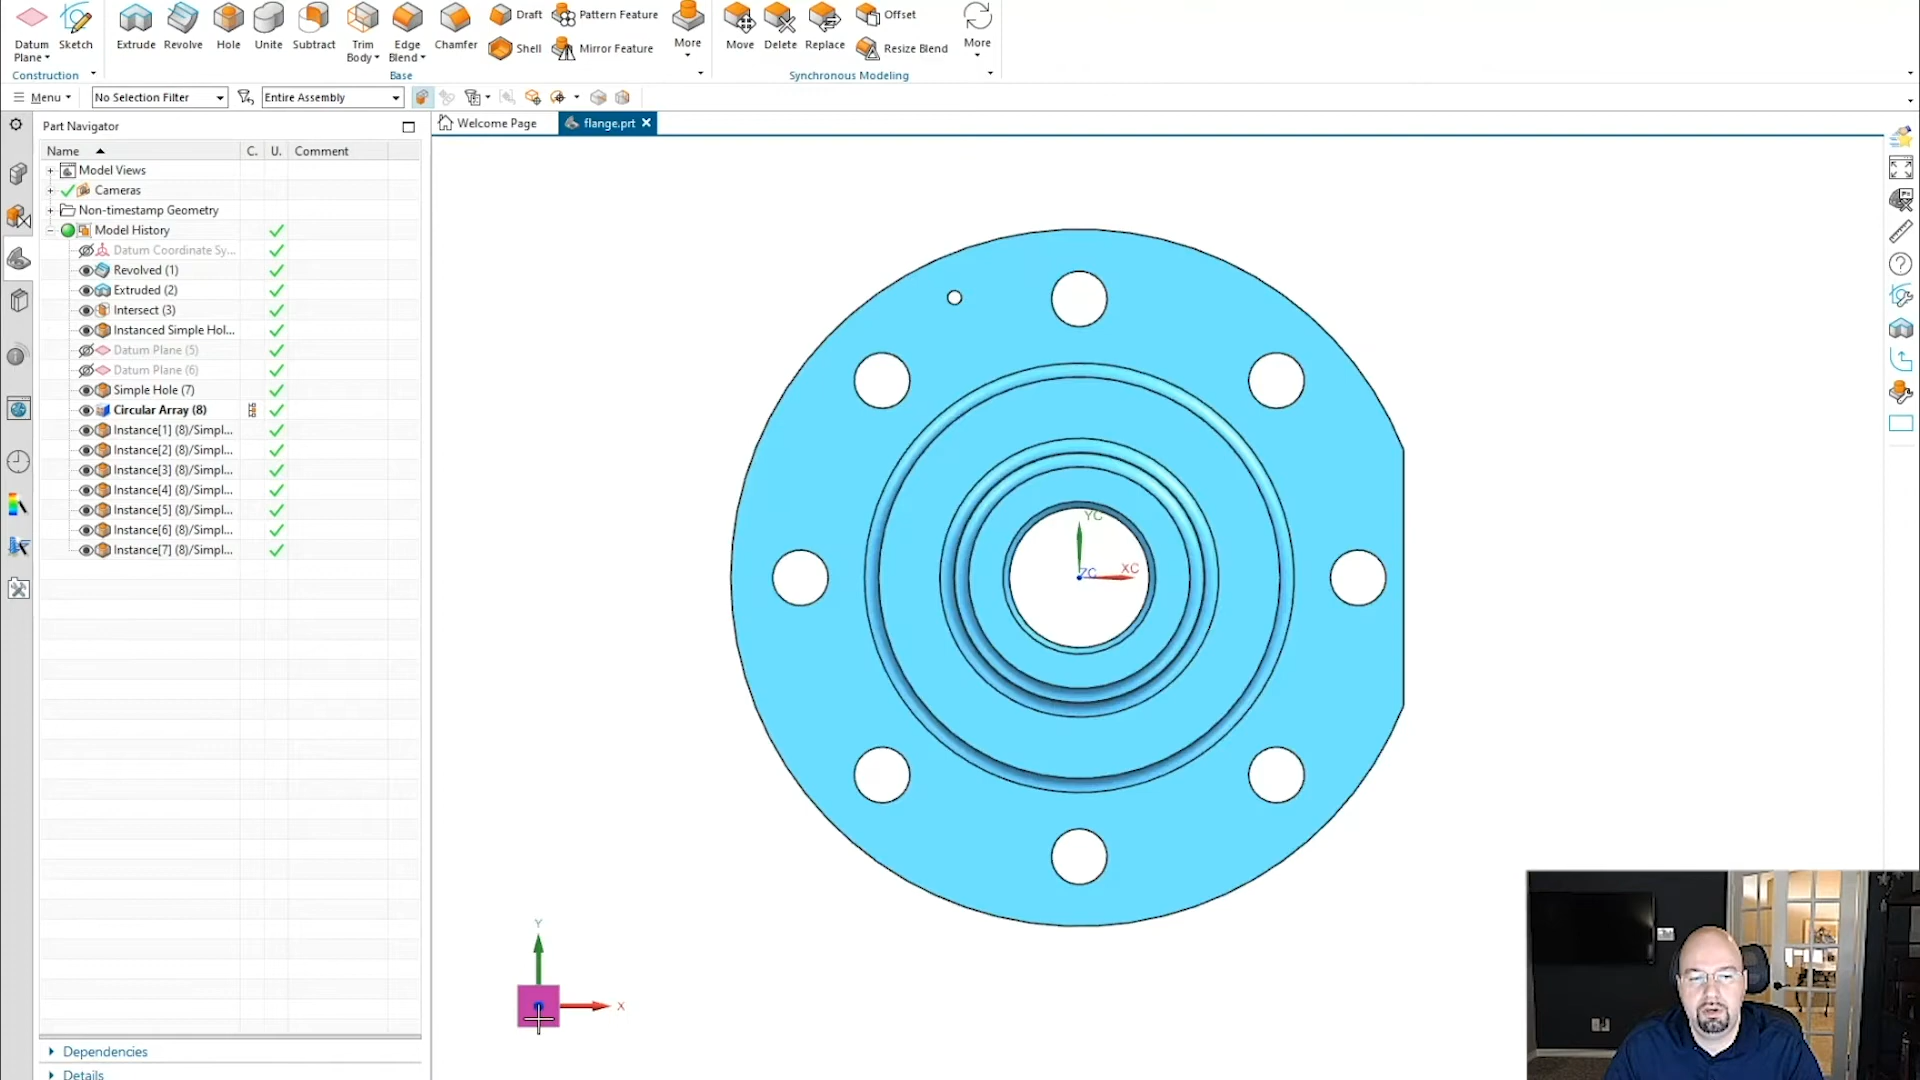 Datum Plane
Sketch
Extrude
Revolve
Hole
Unite
Subtract
Trim Body
Edge Blend
Chamfer
Draft
Shell
Pattern Feature
Mirror Feature
More
Move
Delete
Replace
Offset
Resize Blend
More
Construction
Base
Synchronous Modeling
Menu
No Selection Filter
Entire Assembly
Part Navigator
Welcome Page
flange.prt
Name
C.
U.
Comment
Model Views
Cameras
Non-timestamp Geometry
Model History
Datum Coordinate Sy...
Revolved (1)
Extruded (2)
Intersect (3)
Instanced Simple Hol...
Datum Plane (5)
Datum Plane (6)
Simple Hole (7)
Circular Array (8)
Instance[1] (8)/Simpl...
Instance[2] (8)/Simpl...
Instance[3] (8)/Simpl...
Instance[4] (8)/Simpl...
Instance[5] (8)/Simpl...
Instance[6] (8)/Simpl...
Instance[7] (8)/Simpl...
YC
XC
ZC
Y
X
Dependencies
Details